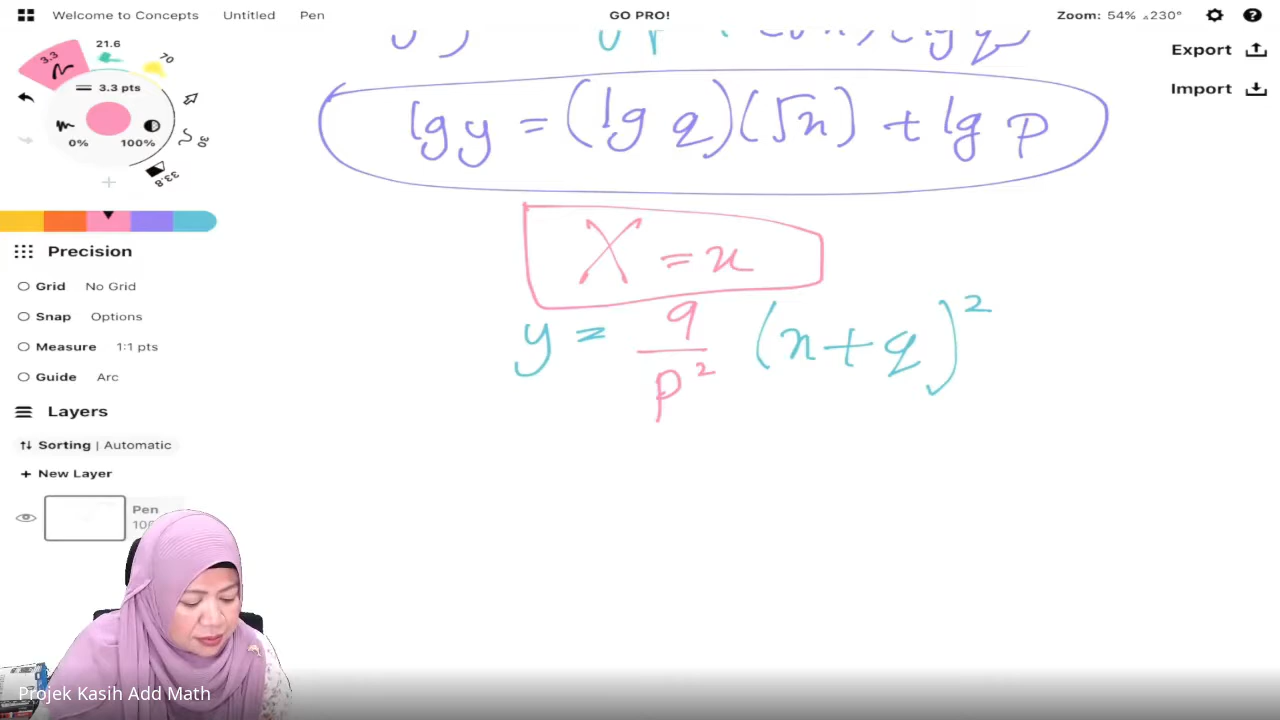 Welcome to Concepts Untitled Pen GO PRO! Zoom: 54% 230°
Export
Import
21.6
70
3.3
3.3 pts
0% 100%
30
33.8
lg y = (lg q)(√x) + lg p
X = x
y = q/p² (x+q)²
Precision
Grid No Grid
Snap Options
Measure 1:1 pts
Guide Arc
Layers
Sorting | Automatic
+ New Layer
Pen
Projek Kasih Add Math